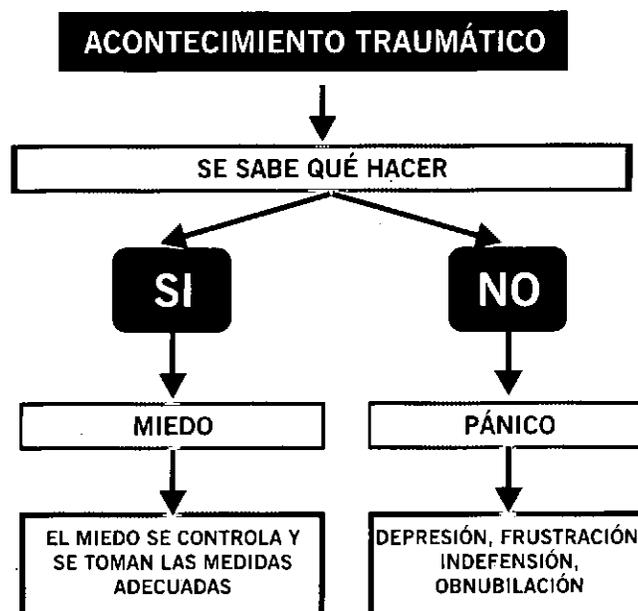 ACONTECIMIENTO TRAUMÁTICO
SE SABE QUÉ HACER
SI
NO
MIEDO
PÁNICO
EL MIEDO SE CONTROLA Y
SE TOMAN LAS MEDIDAS
ADECUADAS
DEPRESIÓN, FRUSTRACIÓN
INDEFENSIÓN,
OBNUBILACIÓN